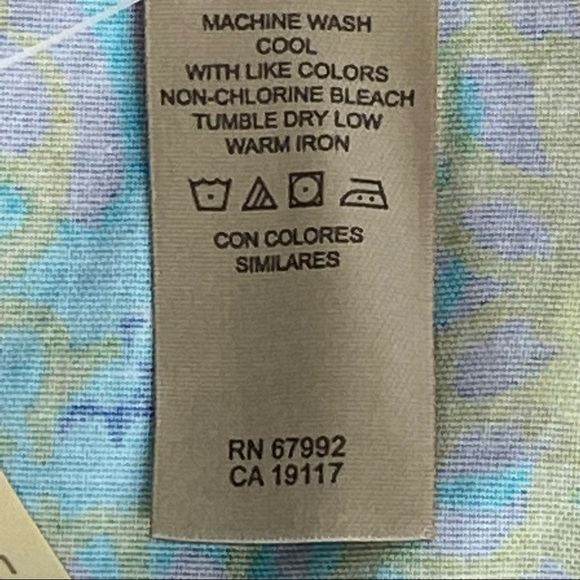 MACHINE WASH
COOL
WITH LIKE COLORS
NON-CHLORINE BLEACH
TUMBLE DRY LOW
WARM IRON
CON COLORES
SIMILARES
RN 67992
CA 19117